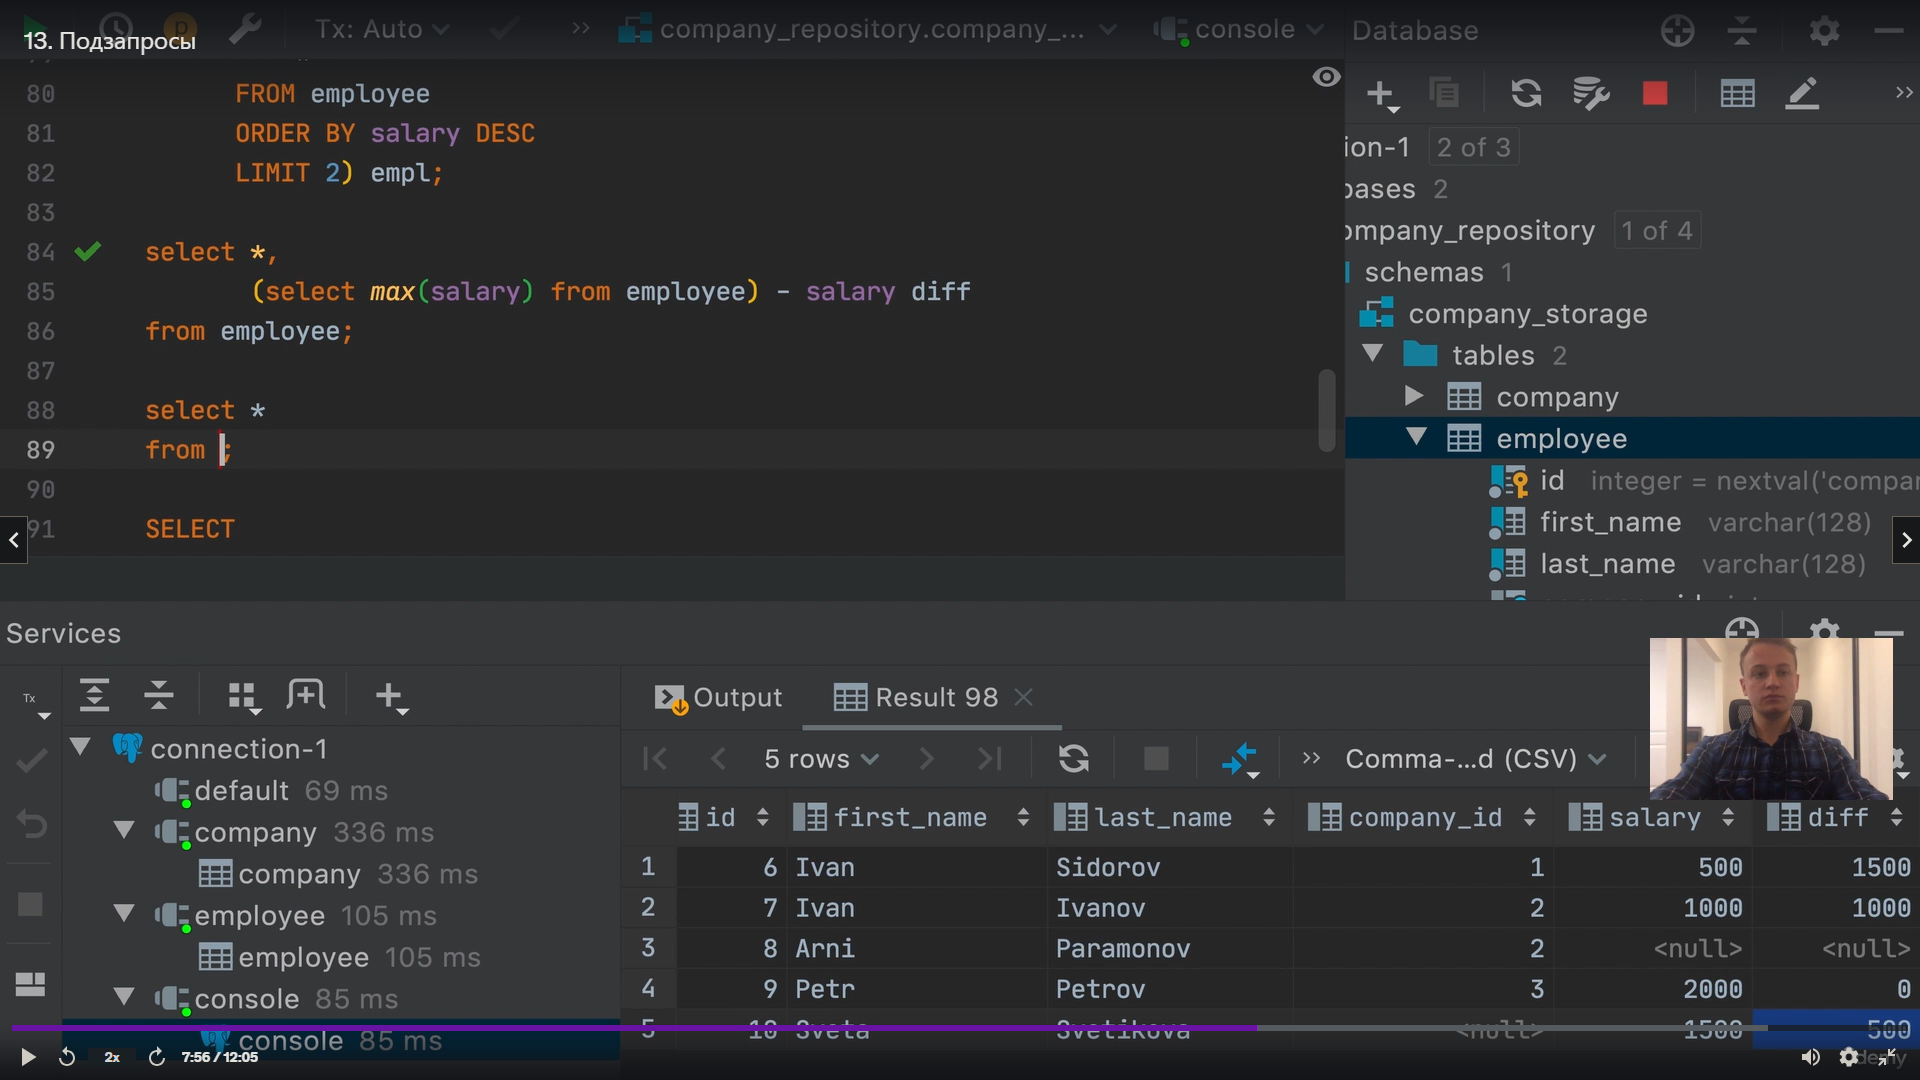 Tx: Auto
company_repository.company_...
console
Database
13. Подзапросы
80 FROM employee
81 ORDER BY salary DESC
82 LIMIT 2) empl;
83
84 select *,
85 (select max(salary) from employee) - salary diff
86 from employee;
87
88 select *
89 from ;
90
91 SELECT
ion-1 2 of 3
bases 2
ompany_repository 1 of 4
schemas 1
company_storage
tables 2
company
employee
id integer = nextval('compar
first_name varchar(128)
last_name varchar(128)
Services
Tx
connection-1
default 69 ms
company 336 ms
company 336 ms
employee 105 ms
employee 105 ms
console 85 ms
console 85 ms
Output
Result 98
5 rows
Comma-...d (CSV)
id first_name last_name company_id salary diff
1 6 Ivan Sidorov 1 500 1500
2 7 Ivan Ivanov 2 1000 1000
3 8 Arni Paramonov 2 <null> <null>
4 9 Petr Petrov 3 2000 0
5 10 Sveta Svetikova <null> 1500 500
2x
7:56 / 12:05